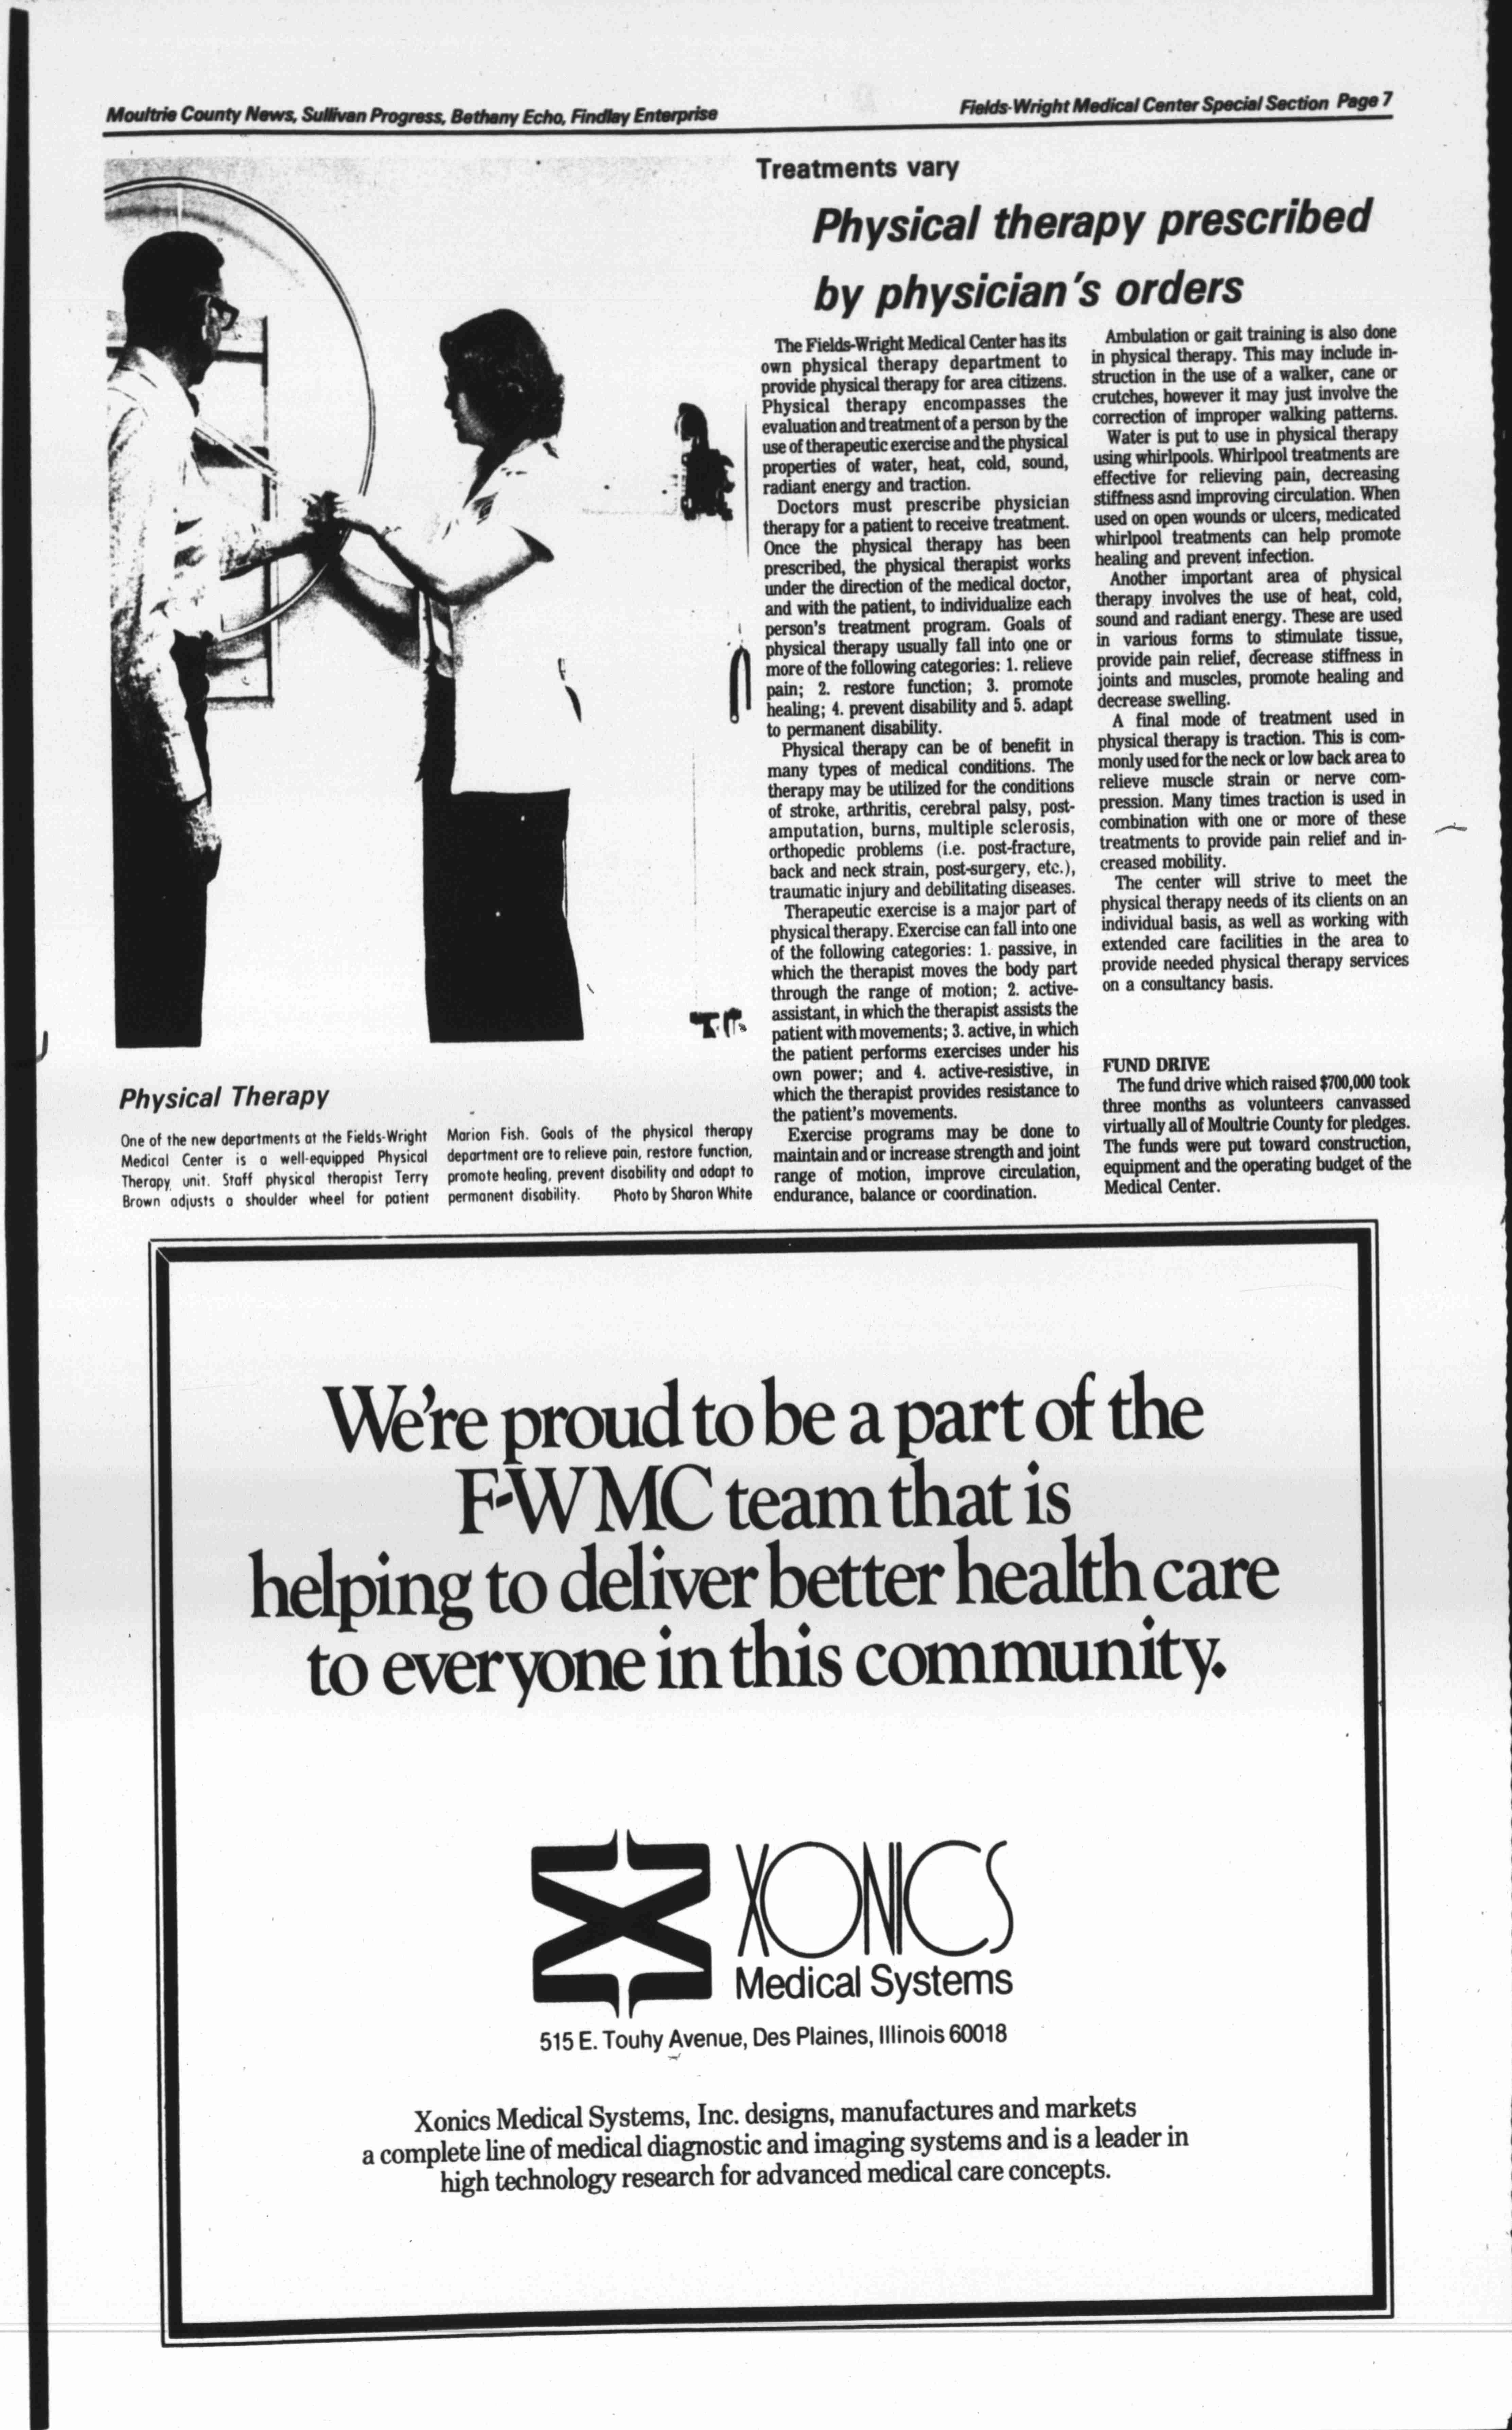 Moultrie County News, Sullivan Progress, Bethany Echo, Findlay Enterprise
Fields-Wright Medical Center Special Section Page 7
Treatments vary
Physical therapy prescribed
by physician's orders
The Fields-Wright Medical Center has its
own physical therapy department to
provide physical therapy for area citizens.
Physical therapy encompasses the
evaluation and treatment of a person by the
use of therapeutic exercise and the physical
properties of water, heat, cold, sound,
radiant energy and traction.
Doctors must prescribe physician
therapy for a patient to receive treatment.
Once the physical therapy has been
prescribed, the physical therapist works
under the direction of the medical doctor,
and with the patient, to individualize each
person's treatment program. Goals of
physical therapy usually fall into one or
more of the following categories: 1. relieve
pain; 2. restore function; 3. promote
healing; 4. prevent disability and 5. adapt
to permanent disability.
Physical therapy can be of benefit in
many types of medical conditions. The
therapy may be utilized for the conditions
of stroke, arthritis, cerebral palsy, post-
amputation, burns, multiple sclerosis,
orthopedic problems (i.e. post-fracture,
back and neck strain, post-surgery, etc.),
traumatic injury and debilitating diseases.
Therapeutic exercise is a major part of
physical therapy. Exercise can fall into one
of the following categories: 1. passive, in
which the therapist moves the body part
through the range of motion; 2. active-
assistant, in which the therapist assists the
patient with movements; 3. active, in which
the patient performs exercises under his
own power; and 4. active-resistive, in
which the therapist provides resistance to
the patient's movements.
Exercise programs may be done to
maintain and or increase strength and joint
range of motion, improve circulation,
endurance, balance or coordination.
Ambulation or gait training is also done
in physical therapy. This may include in-
struction in the use of a walker, cane or
crutches, however it may just involve the
correction of improper walking patterns.
Water is put to use in physical therapy
using whirlpools. Whirlpool treatments are
effective for relieving pain, decreasing
stiffness asnd improving circulation. When
used on open wounds or ulcers, medicated
whirlpool treatments can help promote
healing and prevent infection.
Another important area of physical
therapy involves the use of heat, cold,
sound and radiant energy. These are used
in various forms to stimulate tissue,
provide pain relief, decrease stiffness in
joints and muscles, promote healing and
decrease swelling.
A final mode of treatment used in
physical therapy is traction. This is com-
monly used for the neck or low back area to
relieve muscle strain or nerve com-
pression. Many times traction is used in
combination with one or more of these
treatments to provide pain relief and in-
creased mobility.
The center will strive to meet the
physical therapy needs of its clients on an
individual basis, as well as working with
extended care facilities in the area to
provide needed physical therapy services
on a consultancy basis.
FUND DRIVE
The fund drive which raised $700,000 took
three months as volunteers canvassed
virtually all of Moultrie County for pledges.
The funds were put toward construction,
equipment and the operating budget of the
Medical Center.
Physical Therapy
One of the new departments at the Fields-Wright
Medical Center is a well-equipped Physical
Therapy unit. Staff physical therapist Terry
Brown adjusts a shoulder wheel for patient
Marion Fish. Goals of the physical therapy
department are to relieve pain, restore function,
promote healing, prevent disability and adapt to
permanent disability. Photo by Sharon White
We're proud to be a part of the
F-WMC team that is
helping to deliver better health care
to everyone in this community.
XONICS
Medical Systems
515 E. Touhy Avenue, Des Plaines, Illinois 60018
Xonics Medical Systems, Inc. designs, manufactures and markets
a complete line of medical diagnostic and imaging systems and is a leader in
high technology research for advanced medical care concepts.